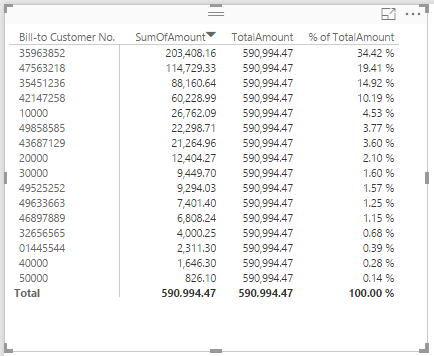 Bill-to Customer No. SumOfAmount TotalAmount % of TotalAmount
35963852 203,408.16 590,994.47 34.42 %
47563218 114,729.33 590,994.47 19.41 %
35451236 88,160.64 590,994.47 14.92 %
42147258 60,228.99 590,994.47 10.19 %
10000 26,762.09 590,994.47 4.53 %
49858585 22,298.71 590,994.47 3.77 %
43687129 21,264.96 590,994.47 3.60 %
20000 12,404.27 590,994.47 2.10 %
30000 9,449.70 590,994.47 1.60 %
49525252 9,294.03 590,994.47 1.57 %
49633663 7,401.40 590,994.47 1.25 %
46897889 6,808.24 590,994.47 1.15 %
32656565 4,000.25 590,994.47 0.68 %
01445544 2,311.30 590,994.47 0.39 %
40000 1,646.30 590,994.47 0.28 %
50000 826.10 590,994.47 0.14 %
Total 590,994.47 590,994.47 100.00 %